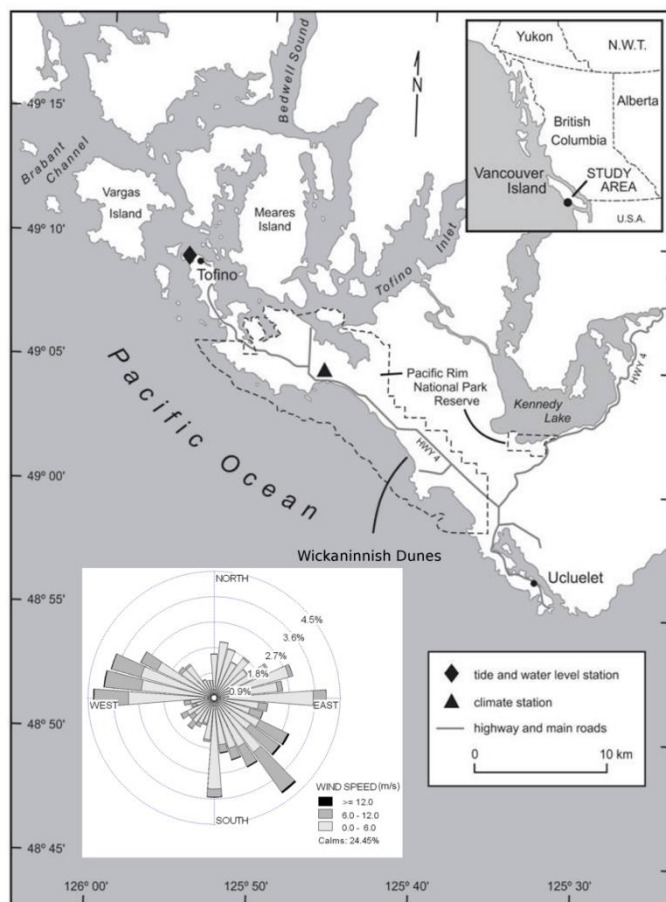 49° 15'
49° 10'
49° 05'
49° 00'
48° 55'
48° 50'
48° 45'
126° 00'
125° 50'
125° 40'
125° 30'
Brabant
Channel
Bedwell Sound
N
Vargas
Island
Meares
Island
Tofino
Tofino Inlet
Pacific Ocean
Pacific Rim
National Park
Reserve
Kennedy
Lake
HWY 4
HWY 4
Wickaninnish Dunes
Ucluelet
Yukon
N.W.T.
Alberta
British
Columbia
Vancouver
Island
STUDY
AREA
U.S.A.
NORTH
4.5%
3.6%
2.7%
1.8%
0.9%
WEST
EAST
SOUTH
WIND SPEED (m/s)
>= 12.0
6.0 - 12.0
0.0 - 6.0
Calms: 24.45%
tide and water level station
climate station
highway and main roads
0 10 km